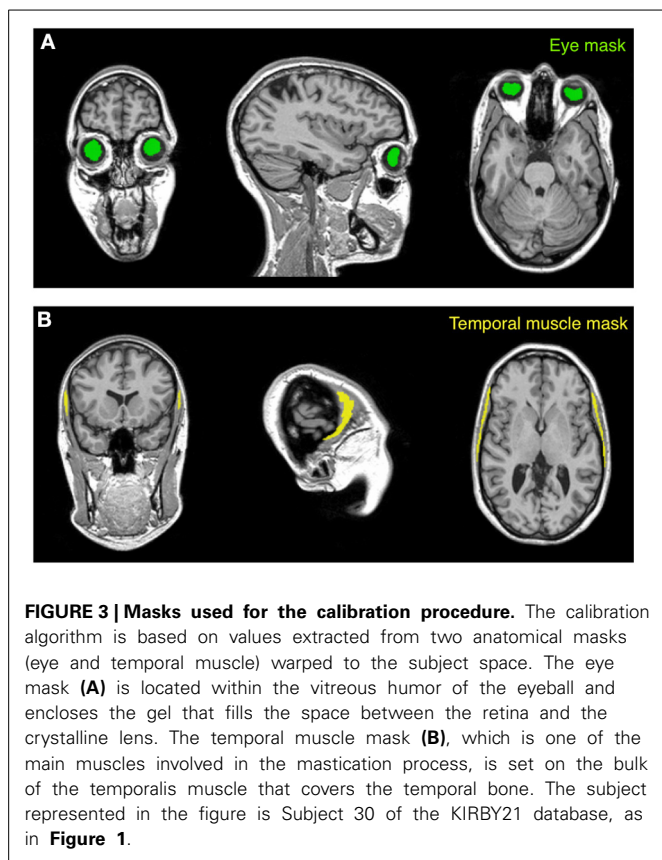 A
Eye mask
B
Temporal muscle mask
FIGURE 3 | Masks used for the calibration procedure. The calibration
algorithm is based on values extracted from two anatomical masks
(eye and temporal muscle) warped to the subject space. The eye
mask (A) is located within the vitreous humor of the eyeball and
encloses the gel that fills the space between the retina and the
crystalline lens. The temporal muscle mask (B), which is one of the
main muscles involved in the mastication process, is set on the bulk
of the temporalis muscle that covers the temporal bone. The subject
represented in the figure is Subject 30 of the KIRBY21 database, as
in Figure 1.